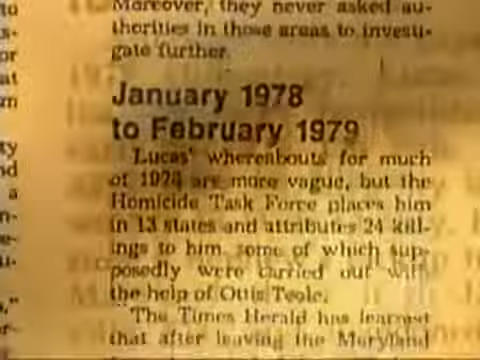 Moreover, they never asked au-
thorities in those areas to investi-
gate further.
January 1978
to February 1979
Lucas' whereabouts for much
of 1978 are more vague, but the
Homicide Task Force places him
in 13 states and attributes 24 kill-
ings to him, some of which sup-
posedly were carried out with
the help of Ottis Toole.
The Times Herald has learned
that after leaving the Maryland